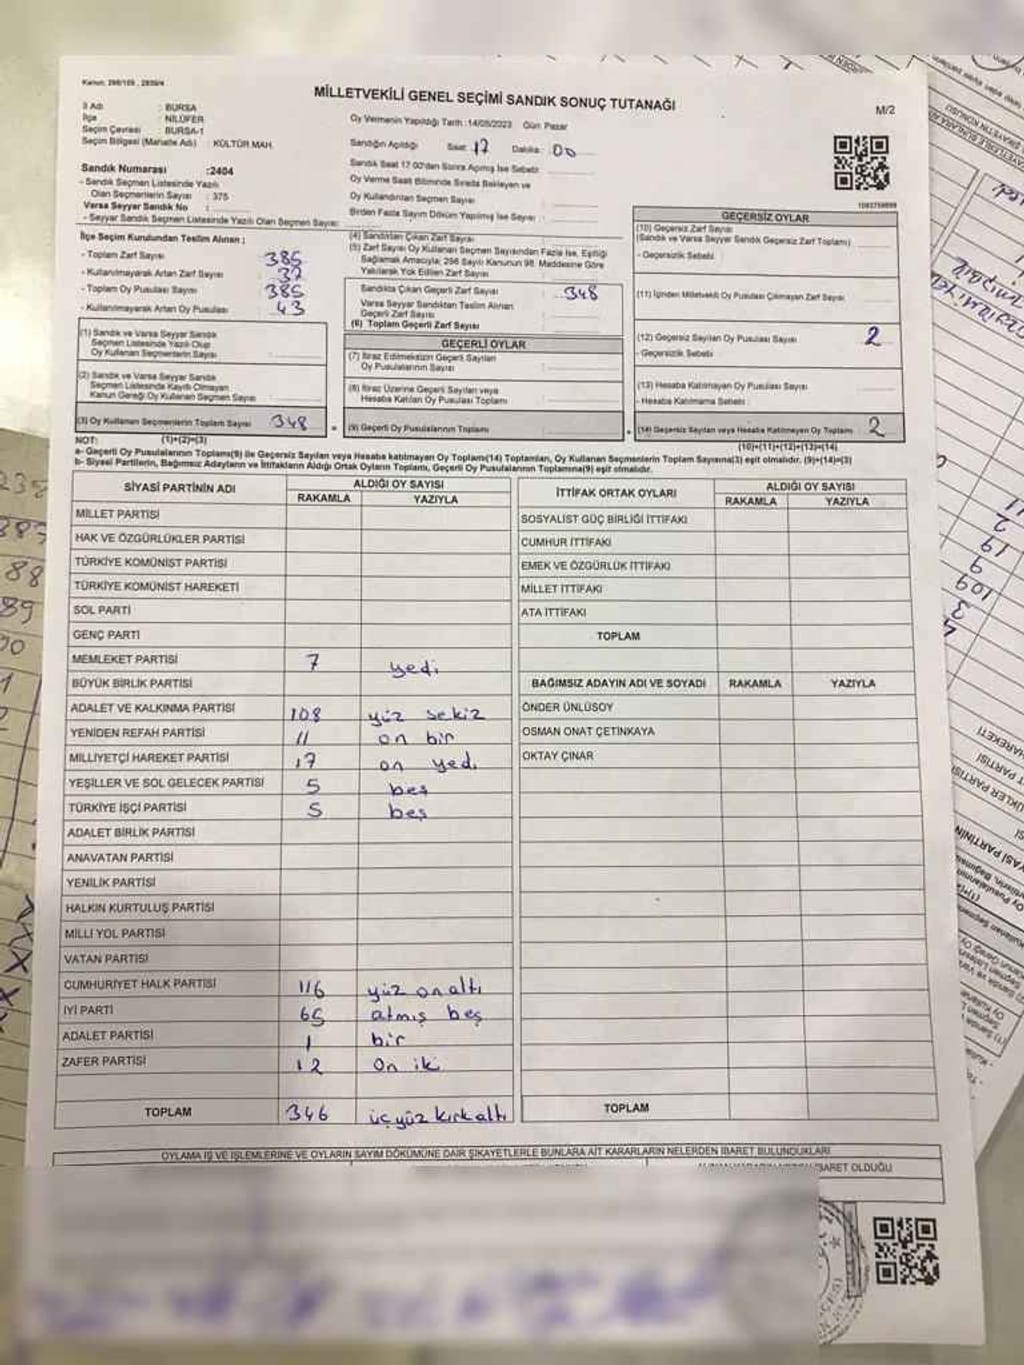 Kanun: 298/105 , 2839/4
MİLLETVEKİLİ GENEL SEÇİMİ SANDIK SONUÇ TUTANAĞI
M/2
İl Adı : BURSA
İlçe : NİLÜFER
Seçim Çevresi : BURSA-1
Seçim Bölgesi (Mahalle Adı) : KÜLTÜR MAH.
Oy Vermenin Yapıldığı Tarih :14/05/2023 Gün: Pazar
Sandığın Açıldığı Saat: 17 Dakika: 00
Sandık Saat 17:00'dan Sonra Açılmış İse Sebebi:
Oy Verme Saat Bitiminde Sırada Bekleyen ve
Oy Kullandırılan Seçmen Sayısı :
Birden Fazla Sayım Döküm Yapılmış İse Sayısı :
Sandık Numarası :2404
- Sandık Seçmen Listesinde Yazılı
Olan Seçmenlerin Sayısı : 375
Varsa Seyyar Sandık No :
- Seyyar Sandık Seçmen Listesinde Yazılı Olan Seçmen Sayısı:
İlçe Seçim Kurulundan Teslim Alınan ;
- Toplam Zarf Sayısı : 385
- Kullanılmayarak Artan Zarf Sayısı : 37
- Toplam Oy Pusulası Sayısı : 385
- Kullanılmayarak Artan Oy Pusulası : 43
(1) Sandık ve Varsa Seyyar Sandık
Seçmen Listesinde Yazılı Olup
Oy Kullanan Seçmenlerin Sayısı :
(2) Sandık ve Varsa Seyyar Sandık
Seçmen Listesinde Kayıtlı Olmayan
Kanun Gereği Oy Kullanan Seçmen Sayısı :
(3) Oy Kullanan Seçmenlerin Toplam Sayısı 348
(1)+(2)=(3)
(4) Sandıktan Çıkan Zarf Sayısı :
(5) Zarf Sayısı Oy Kullanan Seçmen Sayısından Fazla İse, Eşitliği
Sağlamak Amacıyla; 298 Sayılı Kanunun 98. Maddesine Göre
Yakılarak Yok Edilen Zarf Sayısı :
Sandıkta Çıkan Geçerli Zarf Sayısı : 348
Varsa Seyyar Sandıktan Teslim Alınan
Geçerli Zarf Sayısı :
(6) Toplam Geçerli Zarf Sayısı :
GEÇERLİ OYLAR
(7) İtiraz Edilmeksizin Geçerli Sayılan
Oy Pusulalarının Sayısı :
(8) İtiraz Üzerine Geçerli Sayılan veya
Hesaba Katılan Oy Pusulası Toplamı :
(9) Geçerli Oy Pusulalarının Toplamı
GEÇERSİZ OYLAR
(10) Geçersiz Zarf Sayısı
(Sandık ve Varsa Seyyar Sandık Geçersiz Zarf Toplamı)
- Geçersizlik Sebebi :
(11) İçinden Milletvekili Oy Pusulası Çıkmayan Zarf Sayısı
(12) Geçersiz Sayılan Oy Pusulası Sayısı 2
- Geçersizlik Sebebi
(13) Hesaba Katılmayan Oy Pusulası Sayısı
- Hesaba Katılmama Sebebi :
(14) Geçersiz Sayılan veya Hesaba Katılmayan Oy Toplamı 2
(10)+(11)+(12)+(13)=(14)
NOT:
a- Geçerli Oy Pusulalarının Toplamı(9) ile Geçersiz Sayılan veya Hesaba katılmayan Oy Toplamı(14) Toplamları, Oy Kullanan Seçmenlerin Toplam Sayısına(3) eşit olmalıdır. (9)+(14)=(3)
b- Siyasi Partilerin, Bağımsız Adayların ve İttifakların Aldığı Ortak Oyların Toplamı, Geçerli Oy Pusulalarının Toplamına(9) eşit olmalıdır.
SİYASİ PARTİNİN ADI ALDIĞI OY SAYISI
RAKAMLA YAZIYLA
MİLLET PARTİSİ
HAK VE ÖZGÜRLÜKLER PARTİSİ
TÜRKİYE KOMÜNİST PARTİSİ
TÜRKİYE KOMÜNİST HAREKETİ
SOL PARTİ
GENÇ PARTİ
MEMLEKET PARTİSİ 7 yedi
BÜYÜK BİRLİK PARTİSİ
ADALET VE KALKINMA PARTİSİ 108 yüz sekiz
YENİDEN REFAH PARTİSİ 11 on bir
MİLLİYETÇİ HAREKET PARTİSİ 17 on yedi
YEŞİLLER VE SOL GELECEK PARTİSİ 5 beş
TÜRKİYE İŞÇİ PARTİSİ 5 beş
ADALET BİRLİK PARTİSİ
ANAVATAN PARTİSİ
YENİLİK PARTİSİ
HALKIN KURTULUŞ PARTİSİ
MİLLİ YOL PARTİSİ
VATAN PARTİSİ
CUMHURİYET HALK PARTİSİ 116 yüz on altı
İYİ PARTİ 65 atmış beş
ADALET PARTİSİ 1 bir
ZAFER PARTİSİ 12 on iki
TOPLAM 346 üçyüz kırkaltı
İTTİFAK ORTAK OYLARI ALDIĞI OY SAYISI
RAKAMLA YAZIYLA
SOSYALİST GÜÇ BİRLİĞİ İTTİFAKI
CUMHUR İTTİFAKI
EMEK VE ÖZGÜRLÜK İTTİFAKI
MİLLET İTTİFAKI
ATA İTTİFAKI
TOPLAM
BAĞIMSIZ ADAYIN ADI VE SOYADI RAKAMLA YAZIYLA
ÖNDER ÜNLÜSOY
OSMAN ONAT ÇETİNKAYA
OKTAY ÇINAR
TOPLAM
OYLAMA İŞ VE İŞLEMLERİNE VE OYLARIN SAYIM DÖKÜMÜNE DAİR ŞİKAYETLERLE BUNLARA AİT KARARLARIN NELERDEN İBARET BULUNDUKLARI